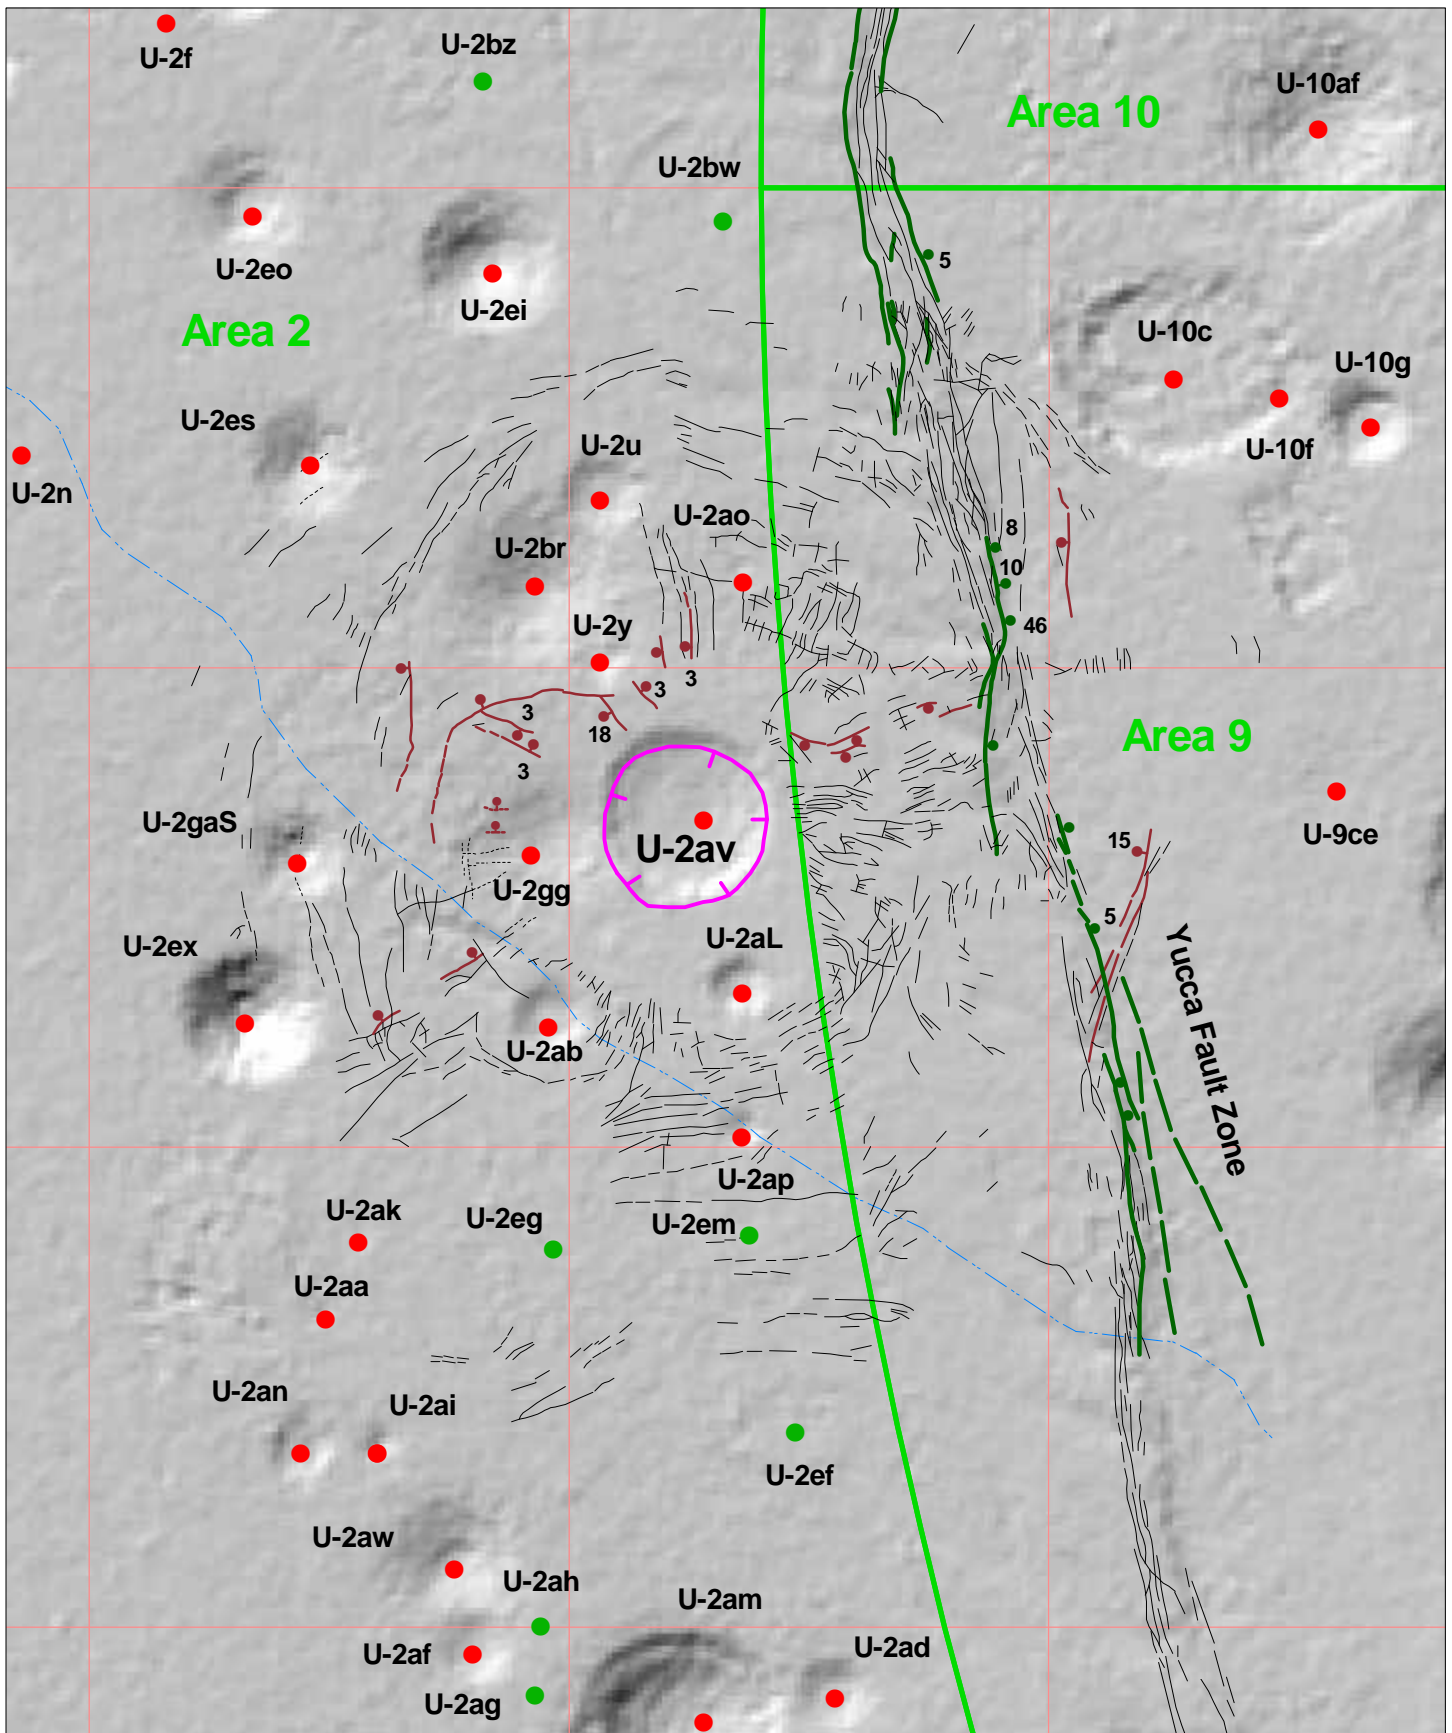 U-2f
U-2bz
U-10af
Area 10
U-2bw
U-2eo
5
U-2ei
Area 2
U-10c
U-10g
U-2es
U-2u
U-10f
U-2n
U-2ao
8
U-2br
10
U-2y
46
3
3
3
18
Area 9
3
U-2gaS
U-9ce
15
U-2av
U-2gg
5
U-2ex
U-2aL
Yucca Fault Zone
U-2ab
U-2ap
U-2ak
U-2eg
U-2em
U-2aa
U-2an
U-2ai
U-2ef
U-2aw
U-2ah
U-2am
U-2af
U-2ad
U-2ag